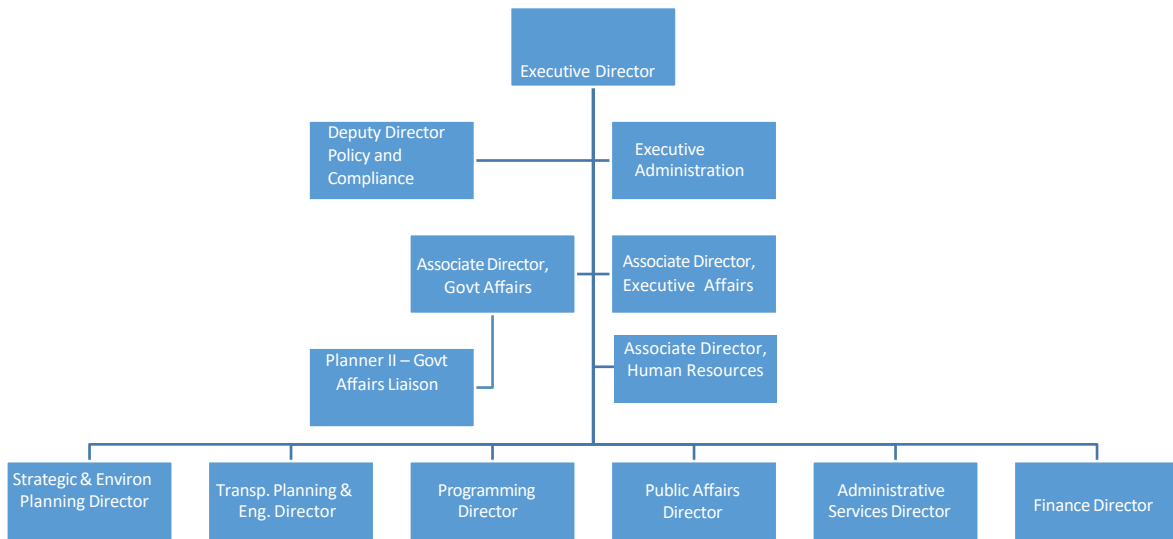 Executive Director
Deputy Director
Policy and
Compliance
Executive
Administration
Associate Director,
Govt Affairs
Associate Director,
Executive Affairs
Planner II – Govt
Affairs Liaison
Associate Director,
Human Resources
Strategic & Environ
Planning Director
Transp. Planning &
Eng. Director
Programming
Director
Public Affairs
Director
Administrative
Services Director
Finance Director